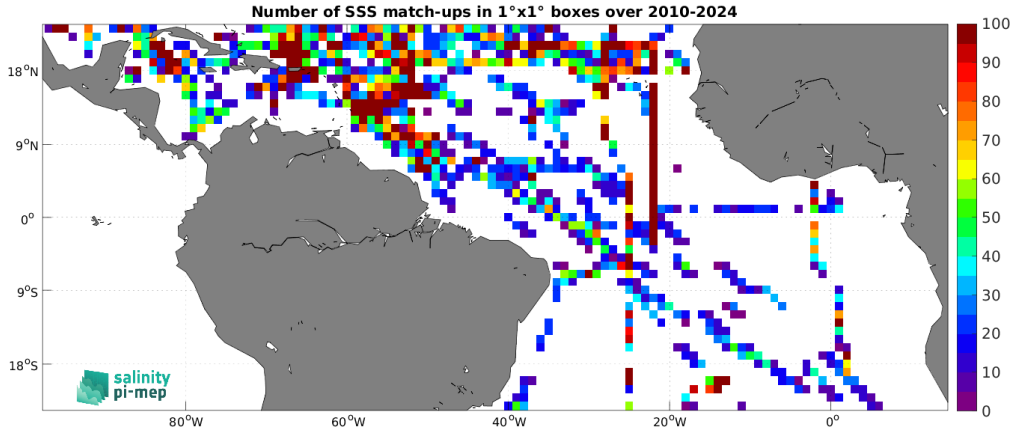 Number of SSS match-ups in 1°x1° boxes over 2010-2024
100
90
80
70
60
50
40
30
20
10
0
18°N
9°N
0°
9°S
18°S
80°W
60°W
40°W
20°W
0°
salinity
pi-mep